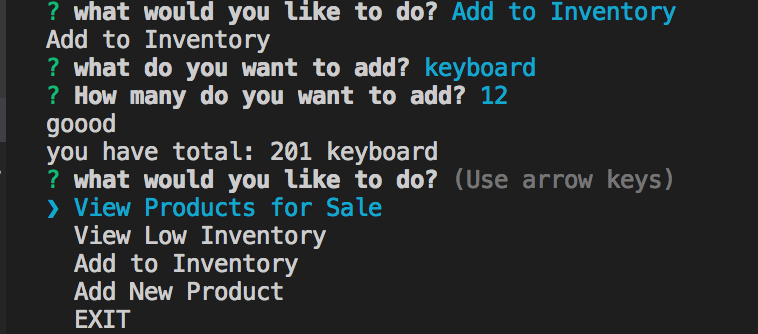 ? what would you like to do? Add to Inventory
Add to Inventory
? what do you want to add? keyboard
? How many do you want to add? 12
goood
you have total: 201 keyboard
? what would you like to do? (Use arrow keys)
❯ View Products for Sale
View Low Inventory
Add to Inventory
Add New Product
EXIT